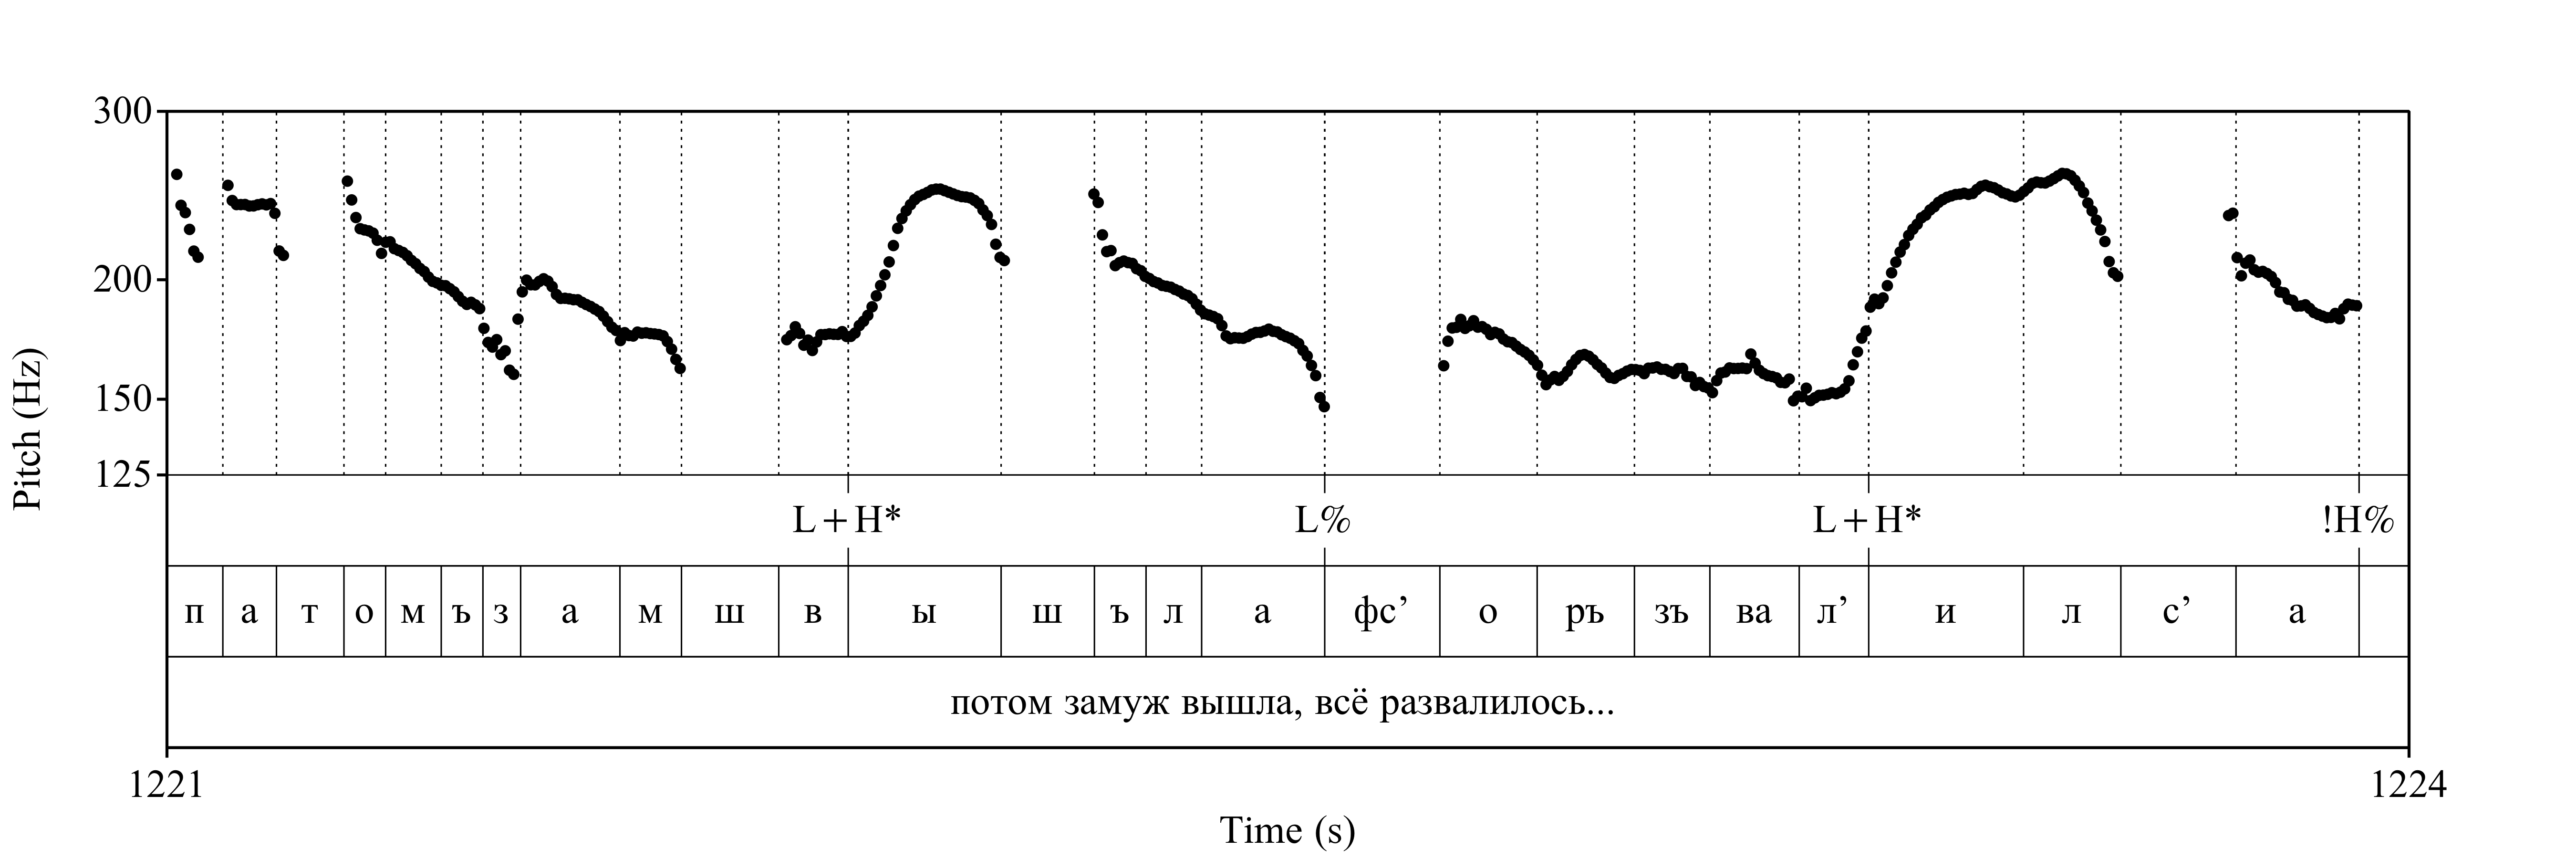 300
200
150
125
Pitch (Hz)
L+H* L% L+H* !H%
п а т о м ъ з а м ш в ы ш ъ л а фс’ о ръ зъ ва л’ и л с’ а
потом замуж вышла, всё развалилось...
1221 1224
Time (s)